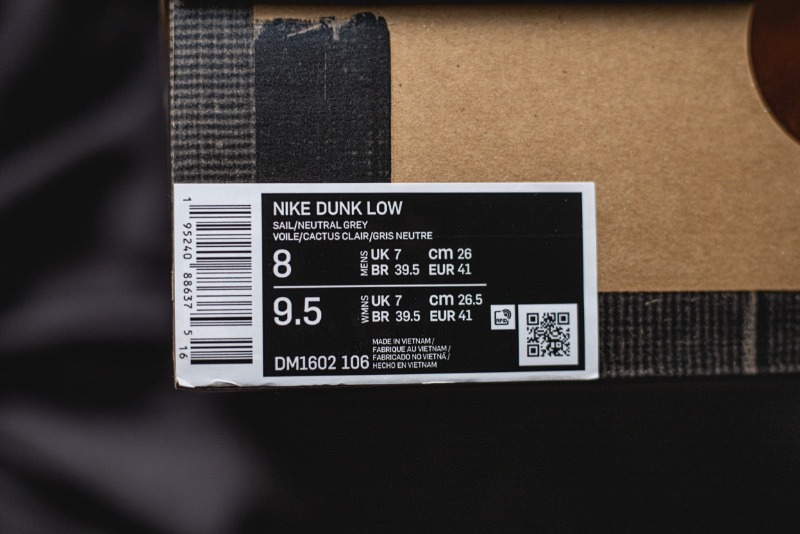 NIKE DUNK LOW
SAIL/NEUTRAL GREY
VOILE/CACTUS CLAIR/GRIS NEUTRE
8 MENS UK 7 cm 26
BR 39.5 EUR 41
9.5 WMNS UK 7 cm 26.5
BR 39.5 EUR 41
MADE IN VIETNAM /
FABRIQUE AU VIETNAM /
FABRICADO NO VIETNÃ /
HECHO EN VIETNAM
DM1602 106
1 95240 88637 5 16